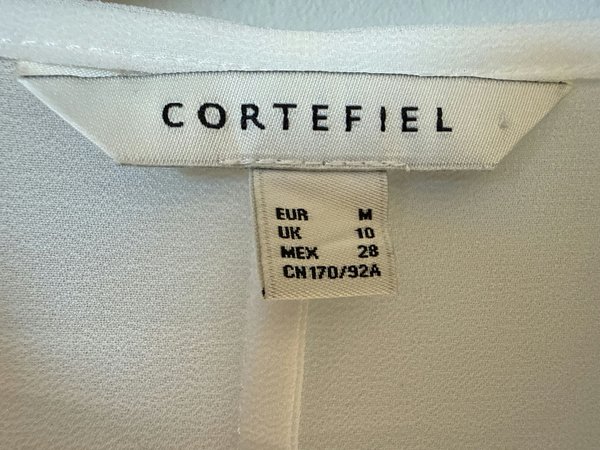 CORTEFIEL
EUR M
UK 10
MEX 28
CN170/92A